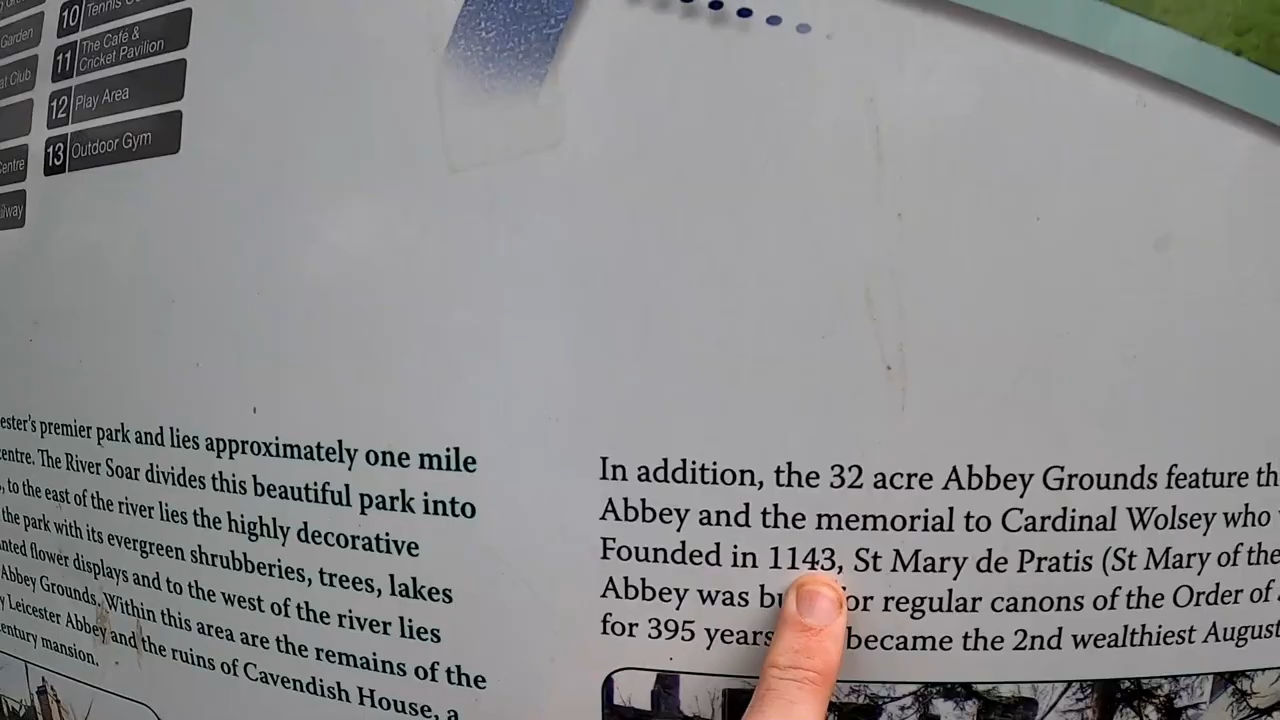 Garden
at Club
Centre
10 Tennis
11 The Café &
Cricket Pavilion
12 Play Area
13 Outdoor Gym
ester's premier park and lies approximately one mile
entre. The River Soar divides this beautiful park into
, to the east of the river lies the highly decorative
the park with its evergreen shrubberies, trees, lakes
nted flower displays and to the west of the river lies
Abbey Grounds. Within this area are the remains of the
y Leicester Abbey and the ruins of Cavendish House, a
entury mansion.
In addition, the 32 acre Abbey Grounds feature th
Abbey and the memorial to Cardinal Wolsey who
Founded in 1143, St Mary de Pratis (St Mary of the
Abbey was bu or regular canons of the Order of
for 395 years became the 2nd wealthiest August